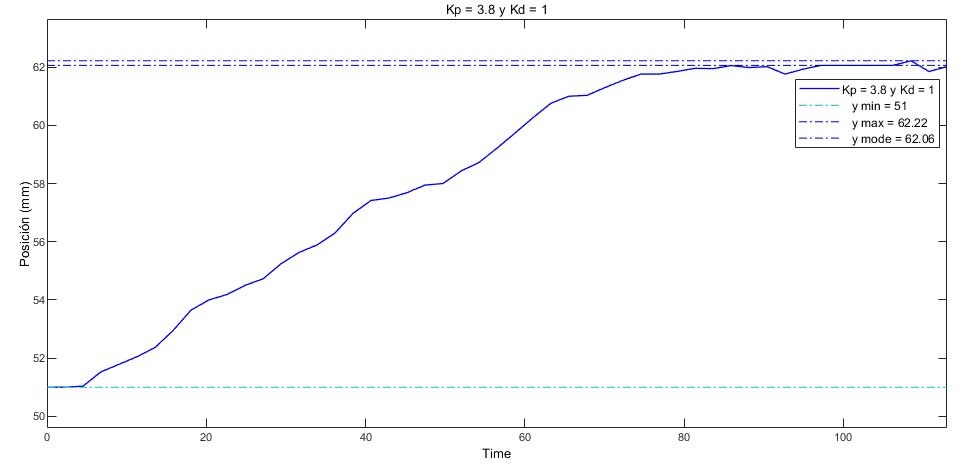 Kp = 3.8 y Kd = 1
Posición (mm)
62
60
58
56
54
52
50
Kp = 3.8 y Kd = 1
y min = 51
y max = 62.22
y mode = 62.06
0 20 40 60 80 100
Time